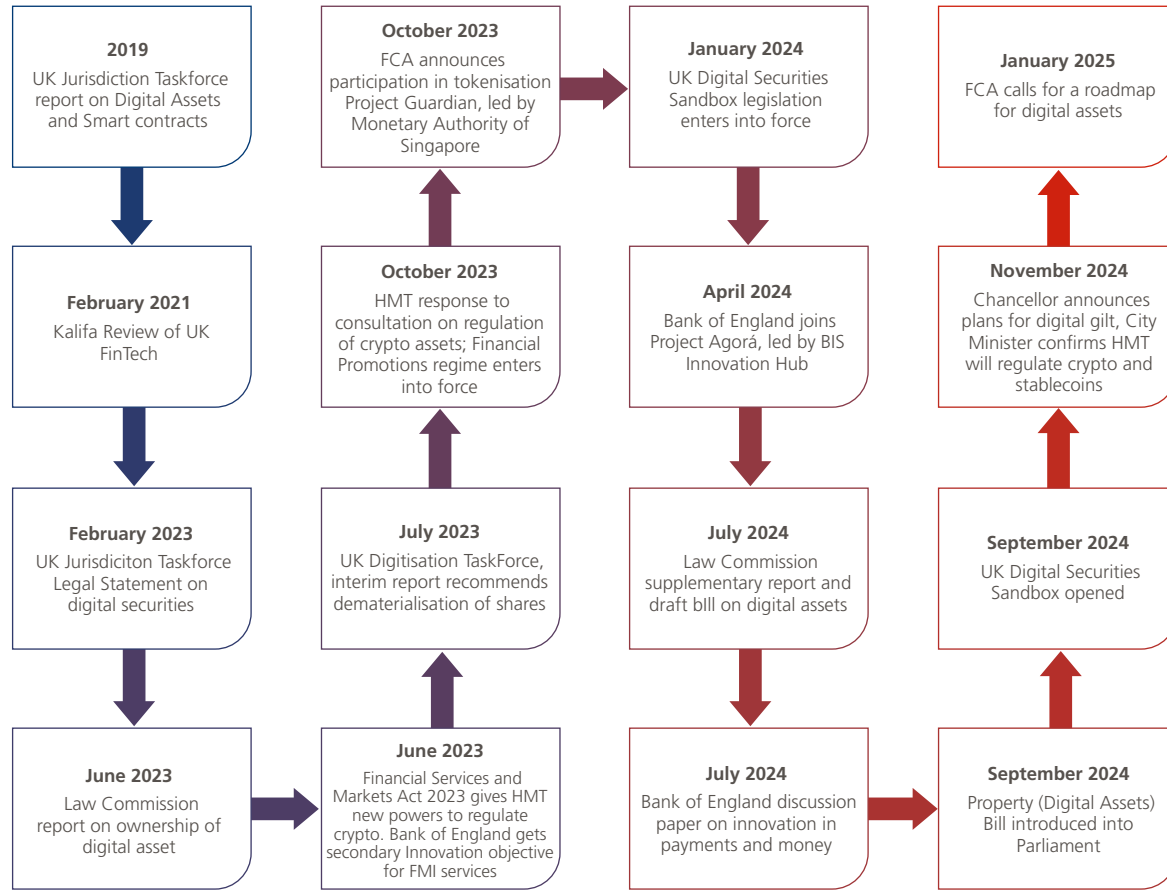 2019
UK Jurisdiction Taskforce
report on Digital Assets
and Smart contracts
February 2021
Kalifa Review of UK
FinTech
February 2023
UK Jurisdiciton Taskforce
Legal Statement on
digital securities
June 2023
Law Commission
report on ownership of
digital asset
June 2023
Financial Services and
Markets Act 2023 gives HMT
new powers to regulate
crypto. Bank of England gets
secondary Innovation objective
for FMI services
July 2023
UK Digitisation TaskForce,
interim report recommends
dematerialisation of shares
October 2023
HMT response to
consultation on regulation
of crypto assets; Financial
Promotions regime enters
into force
October 2023
FCA announces
participation in tokenisation
Project Guardian, led by
Monetary Authority of
Singapore
January 2024
UK Digital Securities
Sandbox legislation
enters into force
April 2024
Bank of England joins
Project Agorá, led by BIS
Innovation Hub
July 2024
Law Commission
supplementary report and
draft bIll on digital assets
July 2024
Bank of England discussion
paper on innovation in
payments and money
September 2024
Property (Digital Assets)
Bill introduced into
Parliament
September 2024
UK Digital Securities
Sandbox opened
November 2024
Chancellor announces
plans for digital gilt, City
Minister confirms HMT
will regulate crypto and
stablecoins
January 2025
FCA calls for a roadmap
for digital assets